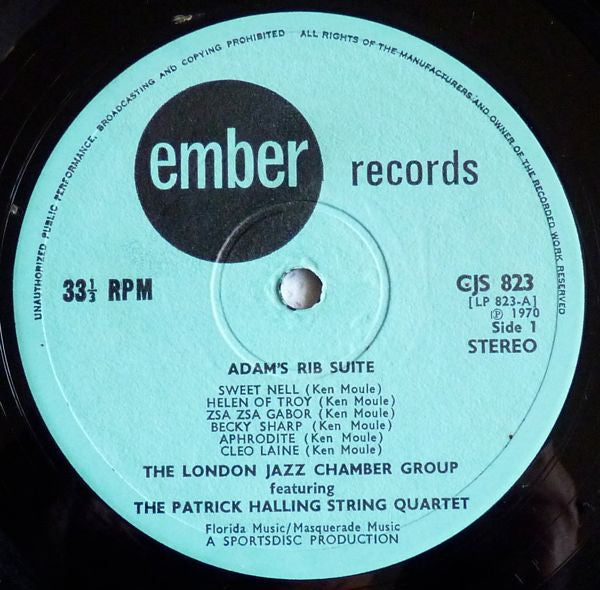 UNAUTHORIZED PUBLIC PERFORMANCE, BROADCASTING AND COPYING PROHIBITED ALL RIGHTS OF THE MANUFACTURERS AND OWNER OF THE RECORDED WORK RESERVED
ember records
33⅓ RPM
CJS 823
[LP 823-A]
℗ 1970
Side 1
STEREO
ADAM'S RIB SUITE
SWEET NELL (Ken Moule)
HELEN OF TROY (Ken Moule)
ZSA ZSA GABOR (Ken Moule)
BECKY SHARP (Ken Moule)
APHRODITE (Ken Moule)
CLEO LAINE (Ken Moule)
THE LONDON JAZZ CHAMBER GROUP
featuring
THE PATRICK HALLING STRING QUARTET
Florida Music/Masquerade Music
A SPORTSDISC PRODUCTION